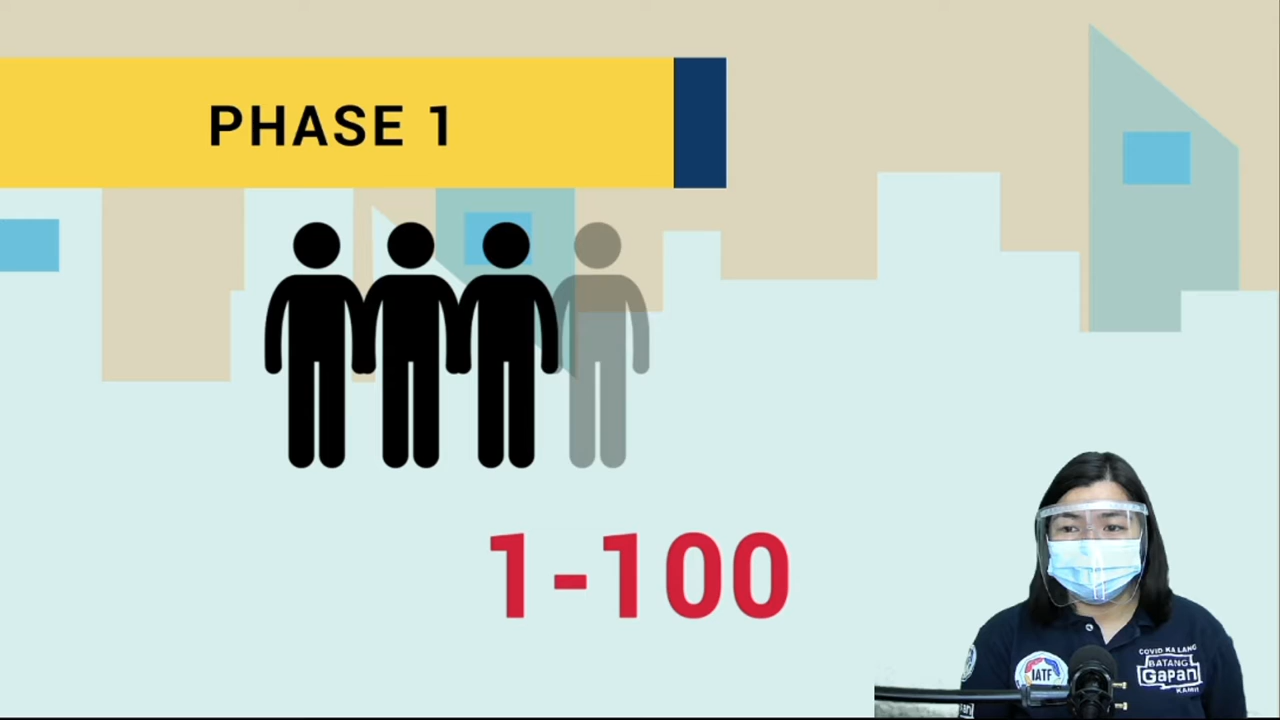 PHASE 1
1-100
IATF
COVID KA LANG
BATANG
Gapan
KAMI!